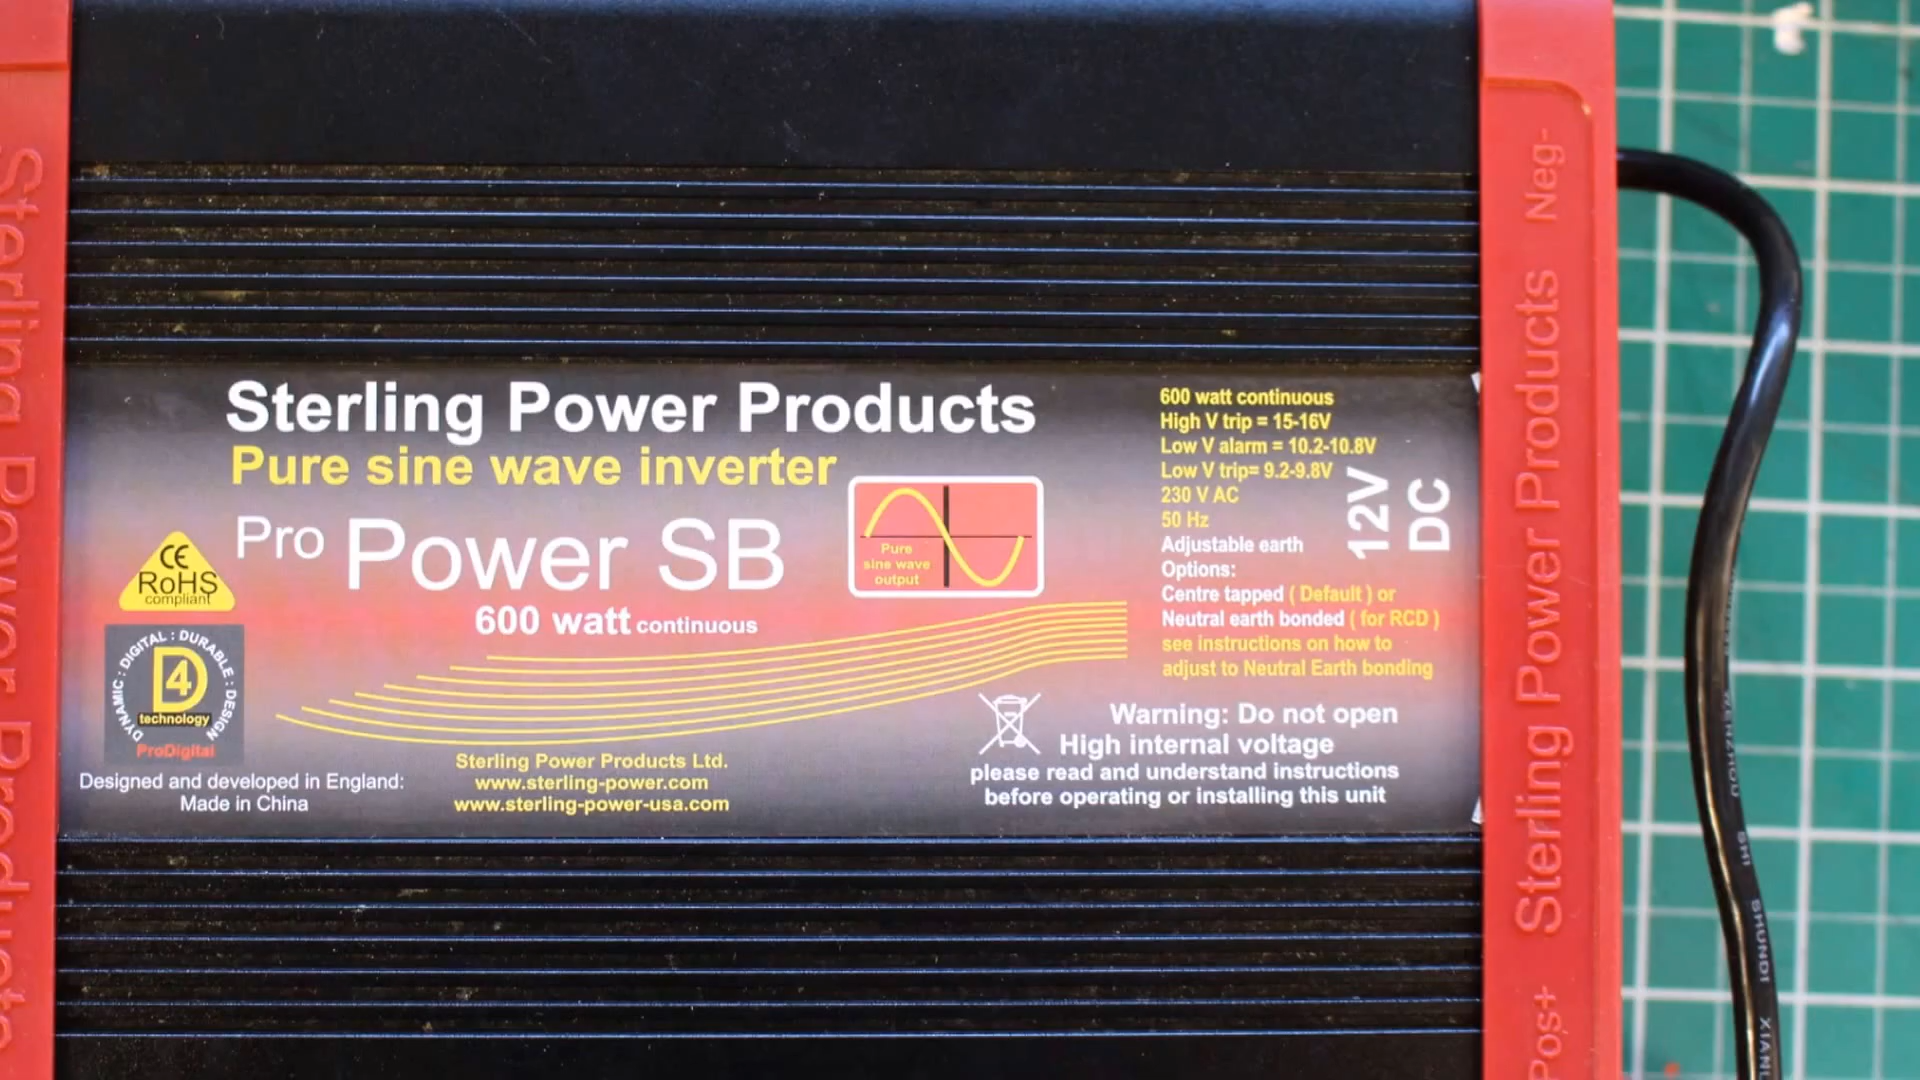 Sterling Power Products
Sterling Power Products
Pure sine wave inverter
Pro Power SB
600 watt continuous
Pure
sine wave
output
CE
RoHS
compliant
DYNAMIC : DIGITAL : DURABLE : DESIGN
D4
technology
ProDigital
Designed and developed in England:
Made in China
Sterling Power Products Ltd.
www.sterling-power.com
www.sterling-power-usa.com
600 watt continuous
High V trip = 15-16V
Low V alarm = 10.2-10.8V
Low V trip= 9.2-9.8V
230 V AC
50 Hz
Adjustable earth
Options:
Centre tapped ( Default ) or
Neutral earth bonded ( for RCD )
see instructions on how to
adjust to Neutral Earth bonding
12V
DC
Warning: Do not open
High internal voltage
please read and understand instructions
before operating or installing this unit
Neg-
Sterling Power Products
Pos+
SHUNDI